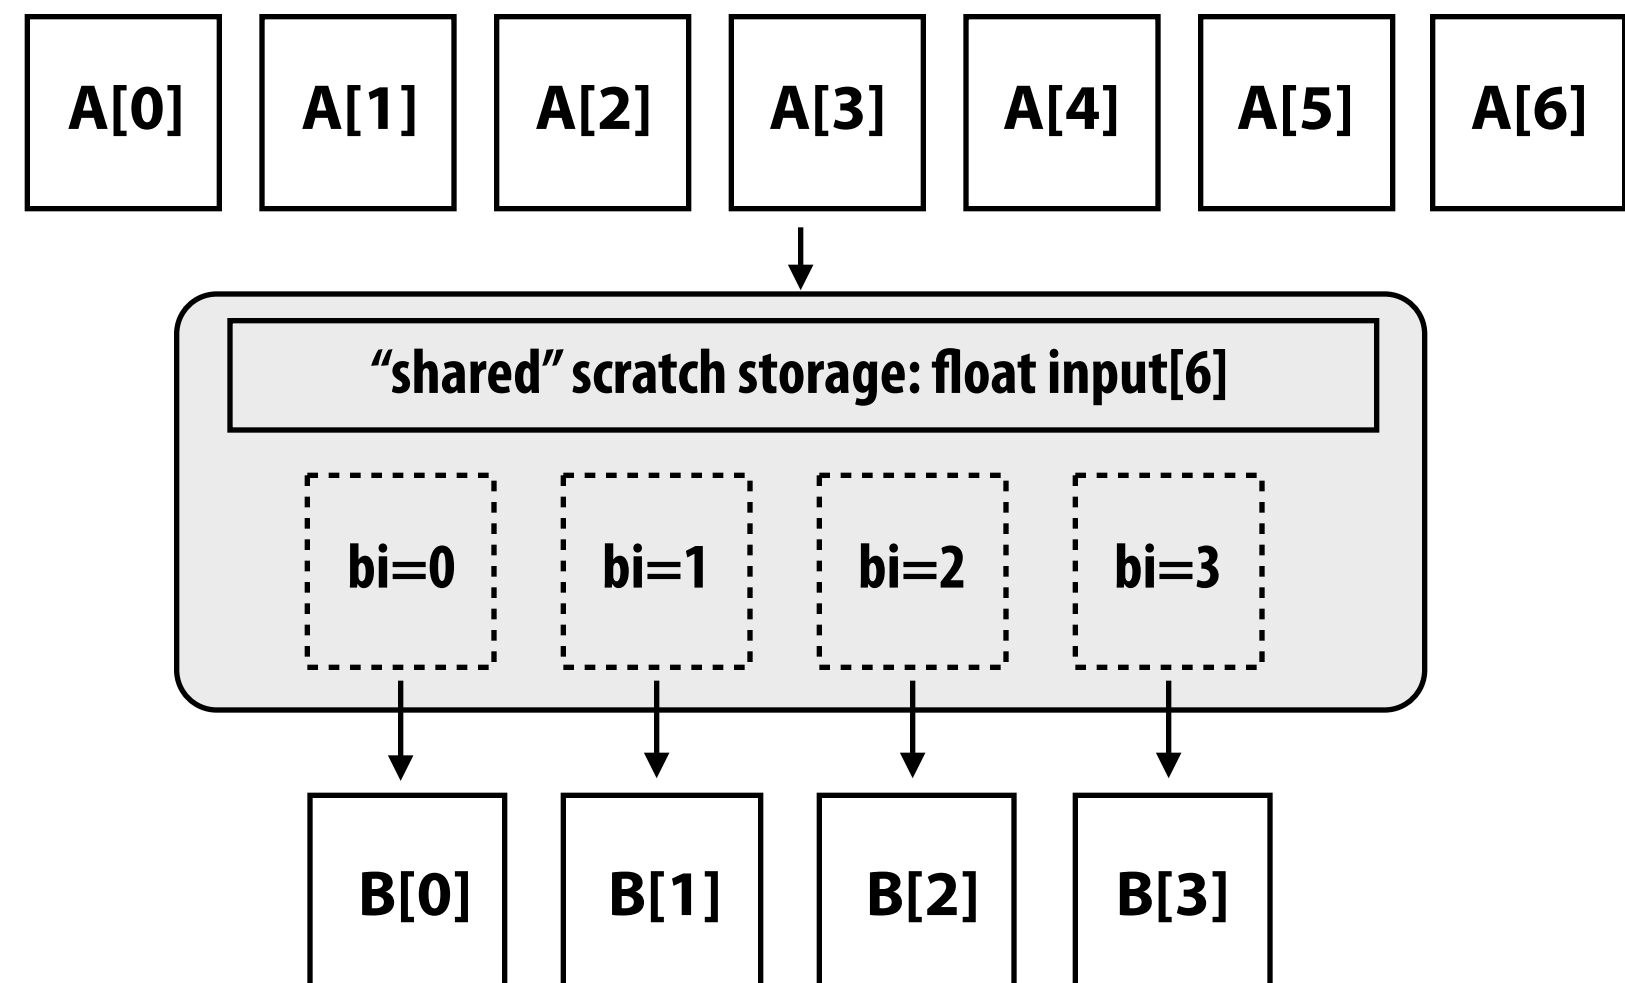 A[0] A[1] A[2] A[3] A[4] A[5] A[6]
“shared” scratch storage: float input[6]
bi=0 bi=1 bi=2 bi=3
B[0] B[1] B[2] B[3]